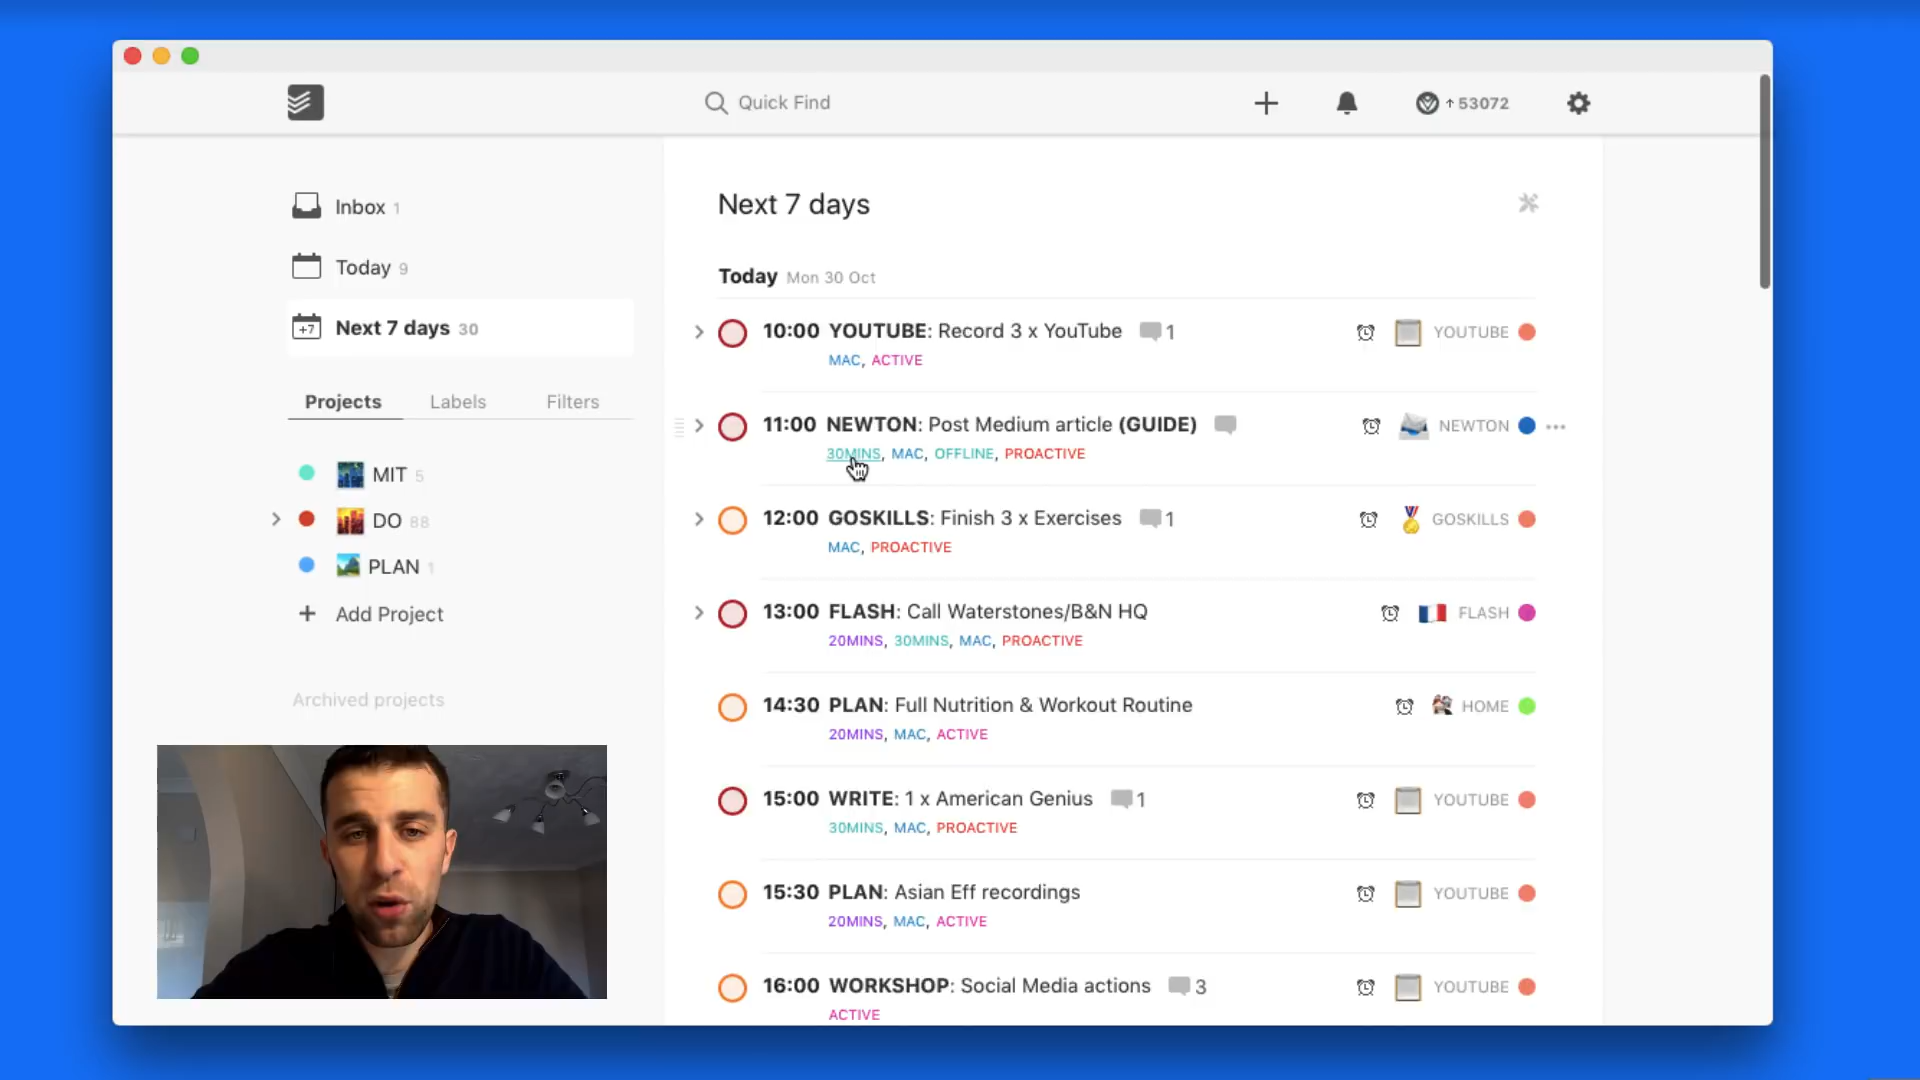 Quick Find
↑ 53072
Inbox 1
Today 9
+7 Next 7 days 30
Projects Labels Filters
MIT 5
DO 88
PLAN 1
+ Add Project
Archived projects
Next 7 days
Today Mon 30 Oct
10:00 YOUTUBE: Record 3 x YouTube 1 YOUTUBE
MAC, ACTIVE
11:00 NEWTON: Post Medium article (GUIDE) NEWTON
30MINS, MAC, OFFLINE, PROACTIVE
12:00 GOSKILLS: Finish 3 x Exercises 1 GOSKILLS
MAC, PROACTIVE
13:00 FLASH: Call Waterstones/B&N HQ FLASH
20MINS, 30MINS, MAC, PROACTIVE
14:30 PLAN: Full Nutrition & Workout Routine HOME
20MINS, MAC, ACTIVE
15:00 WRITE: 1 x American Genius 1 YOUTUBE
30MINS, MAC, PROACTIVE
15:30 PLAN: Asian Eff recordings YOUTUBE
20MINS, MAC, ACTIVE
16:00 WORKSHOP: Social Media actions 3 YOUTUBE
ACTIVE